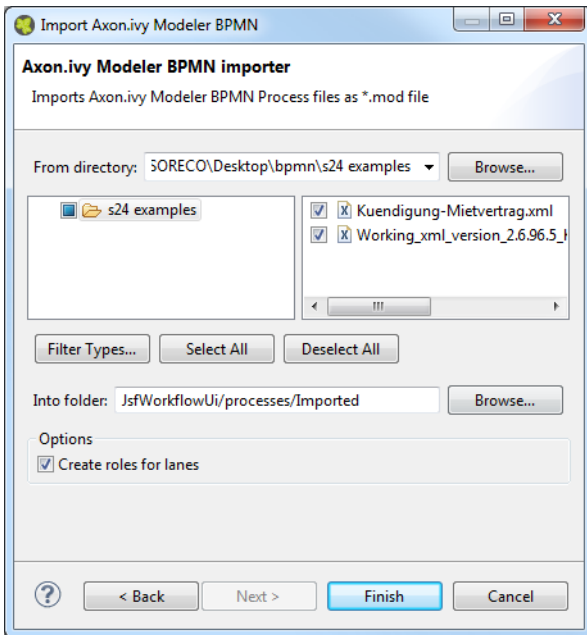 Import Axon.ivy Modeler BPMN
Axon.ivy Modeler BPMN importer
Imports Axon.ivy Modeler BPMN Process files as *.mod file
From directory: SORECO\Desktop\bpmn\s24 examples Browse...
s24 examples
Kuendigung-Mietvertrag.xml
Working_xml_version_2.6.96.5_
Filter Types... Select All Deselect All
Into folder: JsfWorkflowUi/processes/Imported Browse...
Options
Create roles for lanes
< Back Next > Finish Cancel